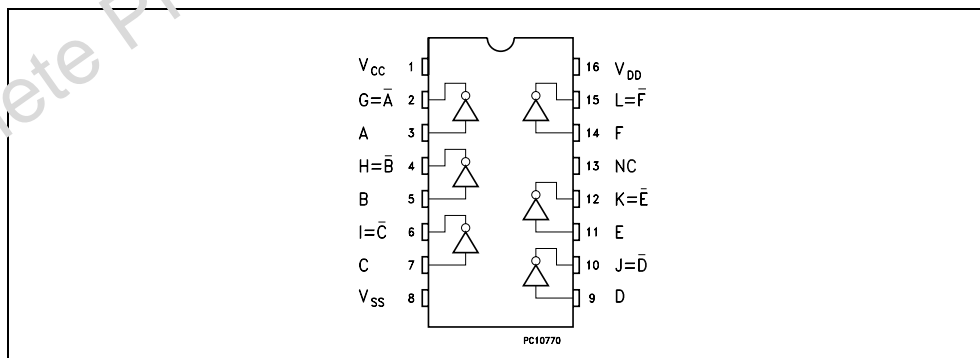 V_CC 1
G=A̅ 2
A 3
H=B̅ 4
B 5
I=C̅ 6
C 7
V_SS 8
16 V_DD
15 L=F̅
14 F
13 NC
12 K=E̅
11 E
10 J=D̅
9 D
PC10770